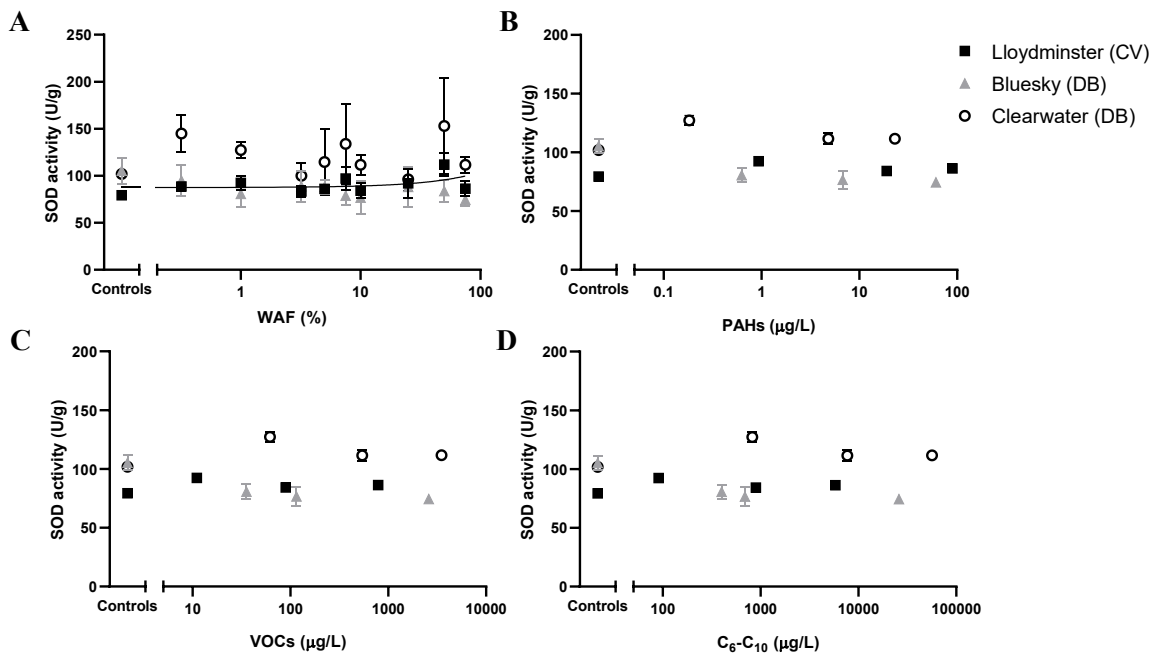 A
SOD activity (U/g)
250
200
150
100
50
0
Controls
1
10
100
WAF (%)
B
SOD activity (U/g)
200
150
100
50
0
Controls
0.1
1
10
100
PAHs (µg/L)
Lloydminster (CV)
Bluesky (DB)
Clearwater (DB)
C
SOD activity (U/g)
200
150
100
50
0
Controls
10
100
1000
10000
VOCs (µg/L)
D
SOD activity (U/g)
200
150
100
50
0
Controls
100
1000
10000
100000
C6-C10 (µg/L)